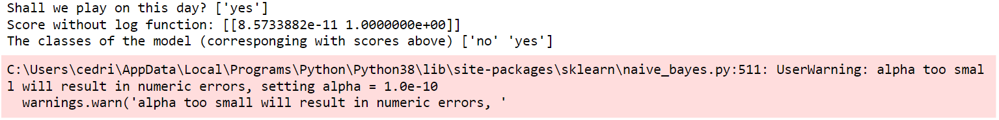 Shall we play on this day? ['yes']
Score without log function: [[8.5733882e-11 1.0000000e+00]]
The classes of the model (corresponging with scores above) ['no' 'yes']
C:\Users\cedri\AppData\Local\Programs\Python\Python38\lib\site-packages\sklearn\naive_bayes.py:511: UserWarning: alpha too smal
l will result in numeric errors, setting alpha = 1.0e-10
  warnings.warn('alpha too small will result in numeric errors, '